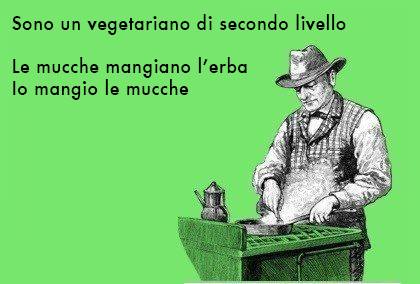 Sono un vegetariano di secondo livello
Le mucche mangiano l'erba
Io mangio le mucche